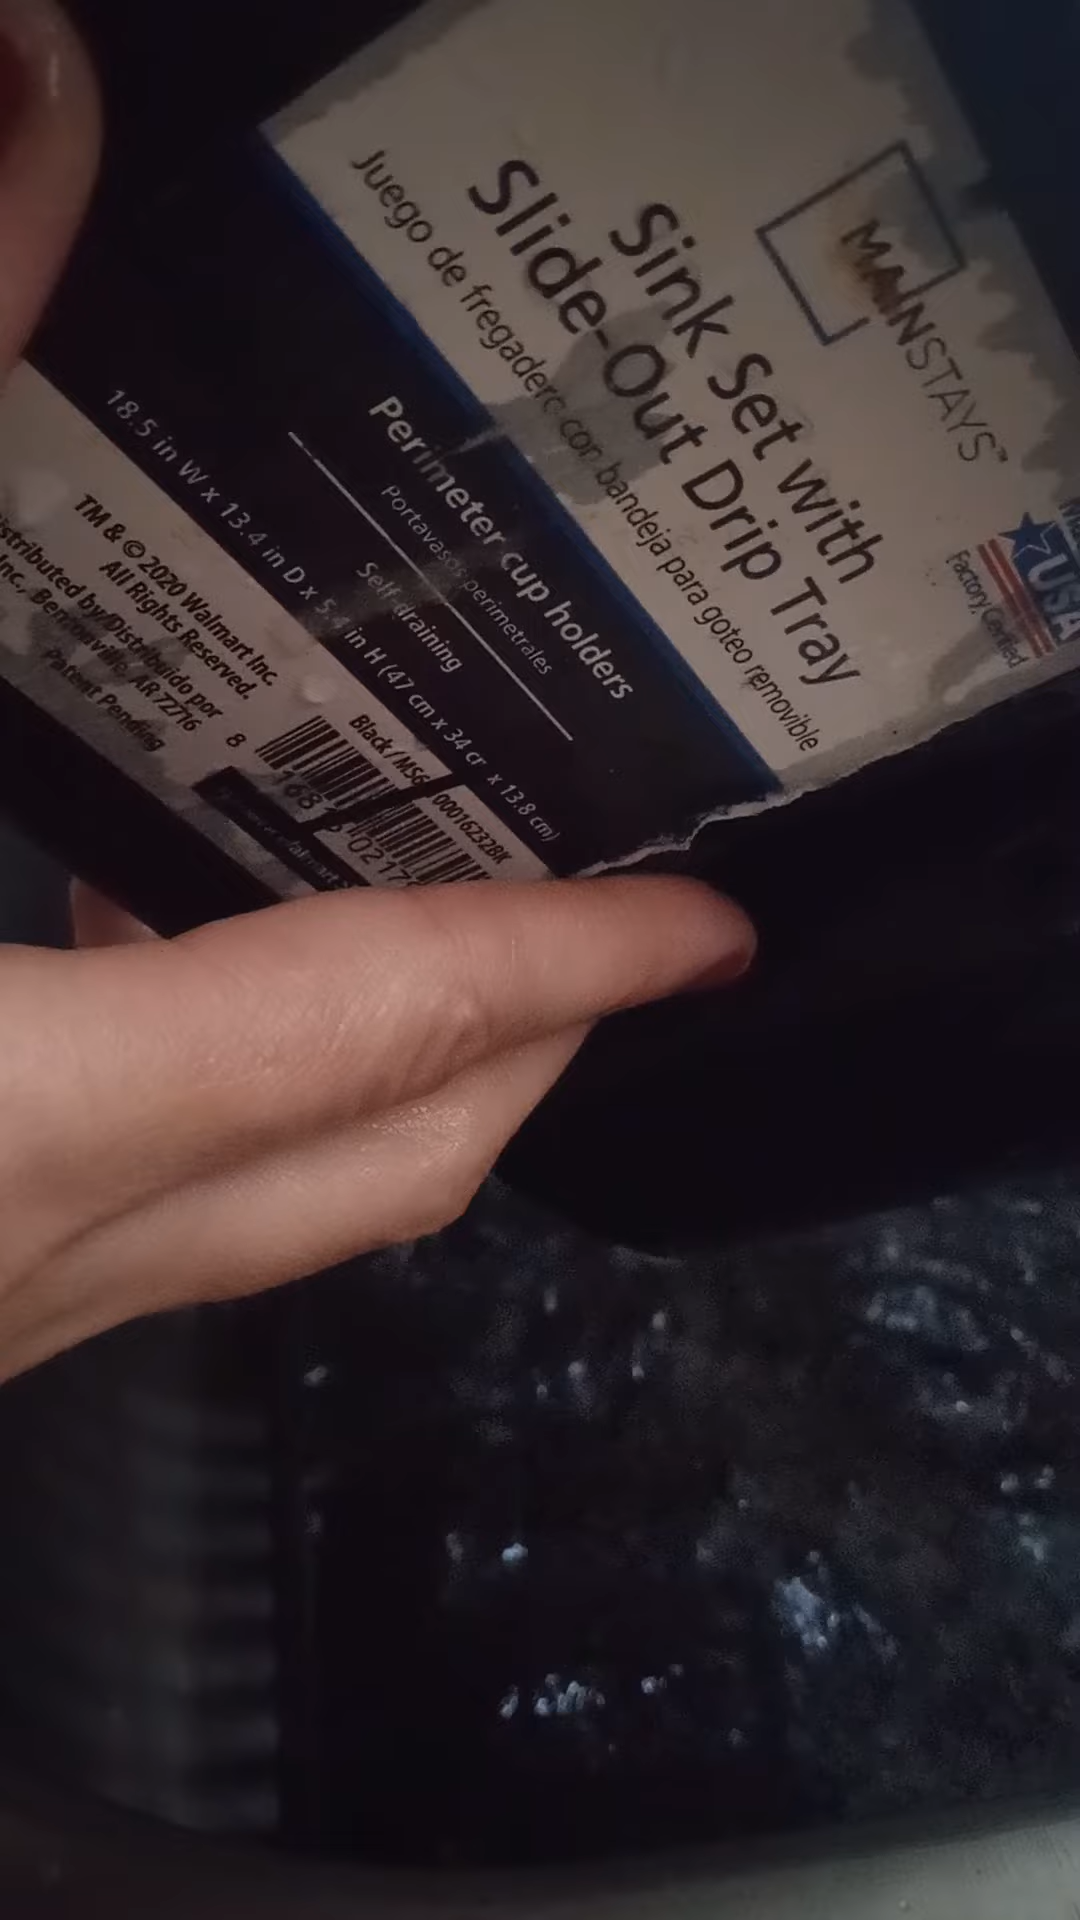 MAINSTAYS™
Sink Set with
Slide-Out Drip Tray
Juego de fregadero con bandeja para goteo removible
USA
Factory Certified
Perimeter cup holders
Portavasos perimetrales
Self draining
18.5 in W x 13.4 in D x 5. in H (47 cm x 34 cm x 13.8 cm)
TM & © 2020 Walmart Inc.
All Rights Reserved.
Distributed by/Distribuido por
Inc., Bentonville, AR 72716
Patent Pending
Black / MS6 00016232BK
8